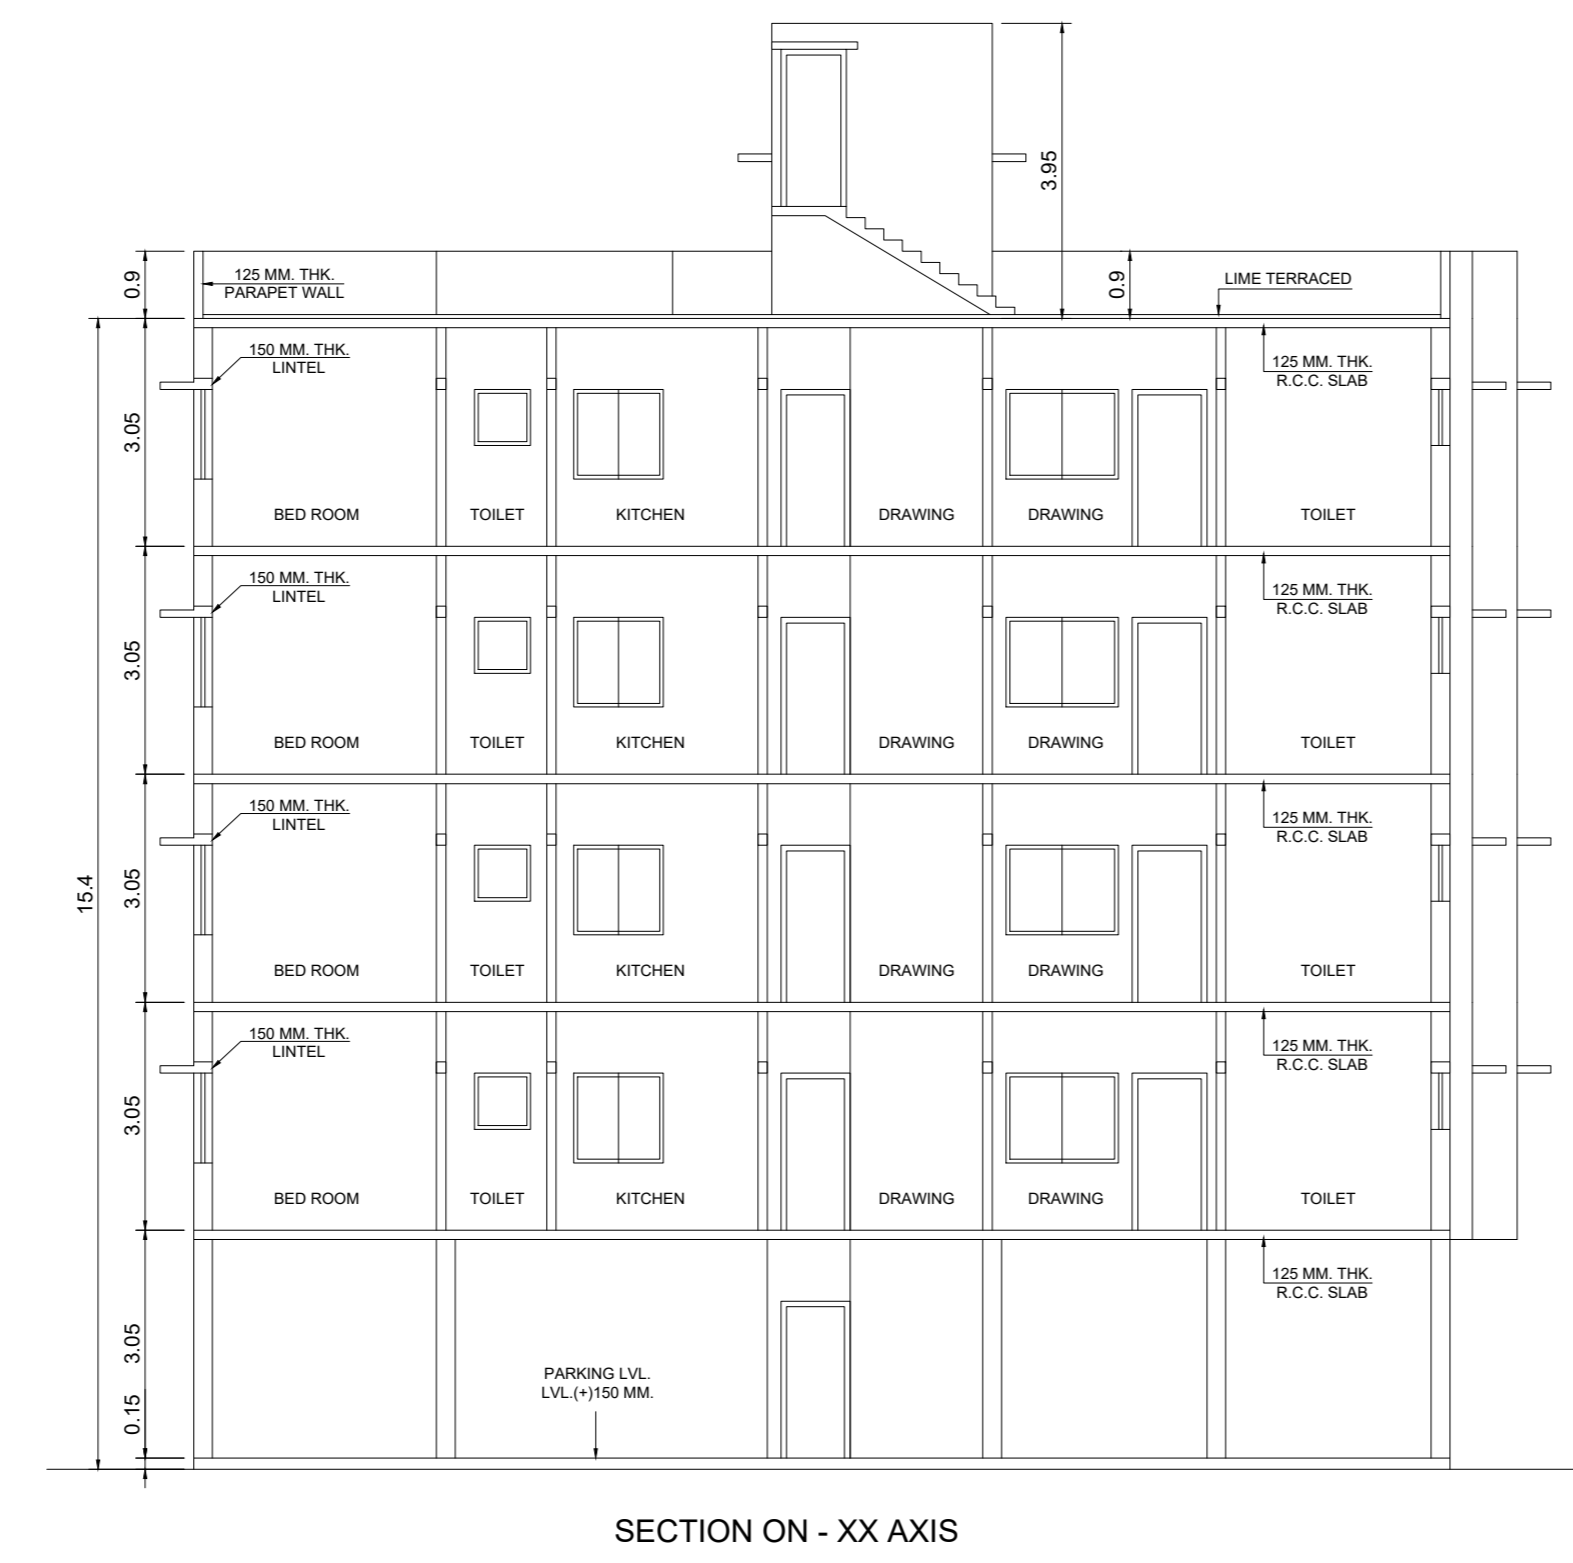 3.95
0.9
125 MM. THK.
PARAPET WALL
0.9
LIME TERRACED
150 MM. THK.
LINTEL
125 MM. THK.
R.C.C. SLAB
3.05
BED ROOM
TOILET
KITCHEN
DRAWING
DRAWING
TOILET
150 MM. THK.
LINTEL
125 MM. THK.
R.C.C. SLAB
3.05
BED ROOM
TOILET
KITCHEN
DRAWING
DRAWING
TOILET
150 MM. THK.
LINTEL
125 MM. THK.
R.C.C. SLAB
15.4
3.05
BED ROOM
TOILET
KITCHEN
DRAWING
DRAWING
TOILET
150 MM. THK.
LINTEL
125 MM. THK.
R.C.C. SLAB
3.05
BED ROOM
TOILET
KITCHEN
DRAWING
DRAWING
TOILET
125 MM. THK.
R.C.C. SLAB
3.05
PARKING LVL.
LVL.(+)150 MM.
0.15
SECTION ON - XX AXIS